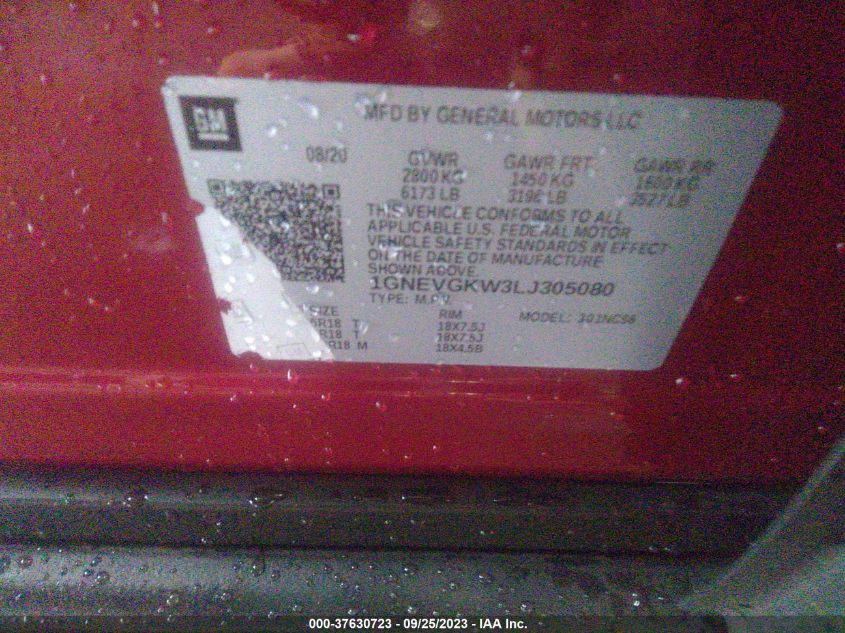 GM
MFD BY GENERAL MOTORS LLC
08/20 GVWR GAWR FRT GAWR RR
2800 KG 1450 KG 1600 KG
6173 LB 3196 LB 3527 LB
THIS VEHICLE CONFORMS TO ALL
APPLICABLE U.S. FEDERAL MOTOR
VEHICLE SAFETY STANDARDS IN EFFECT
ON THE DATE OF MANUFACTURE
SHOWN ABOVE.
1GNEVGKW3LJ305080
TYPE: M.P.V.
SIZE RIM MODEL:
R18 T 18X7.5J
R18 T 18X7.5J
R18 M 18X4.5B
000-37630723 - 09/25/2023 - IAA Inc.